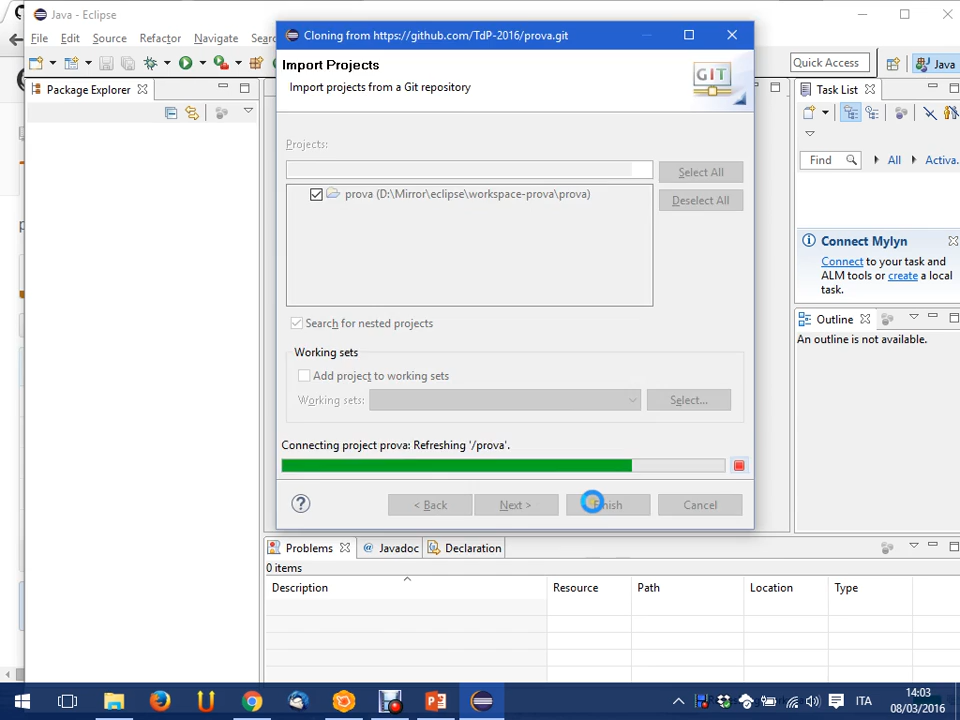 Java - Eclipse
File Edit Source Refactor Navigate
Cloning from https://github.com/TdP-2016/prova.git
Import Projects
Import projects from a Git repository
GIT
Quick Access
Java
Package Explorer
Task List
Projects:
Find
All
Activa.
Select All
prova (D:\Mirror\eclipse\workspace-prova\prova)
Deselect All
Connect Mylyn
Connect to your task and
ALM tools or create a local
task.
Search for nested projects
Outline
An outline is not available.
Working sets
Add project to working sets
Working sets:
Select...
Connecting project prova: Refreshing '/prova'.
?
< Back
Next >
Cancel
Problems
@ Javadoc
Declaration
0 items
Description
Resource
Path
Location
Type
ITA
14:03
08/03/2016